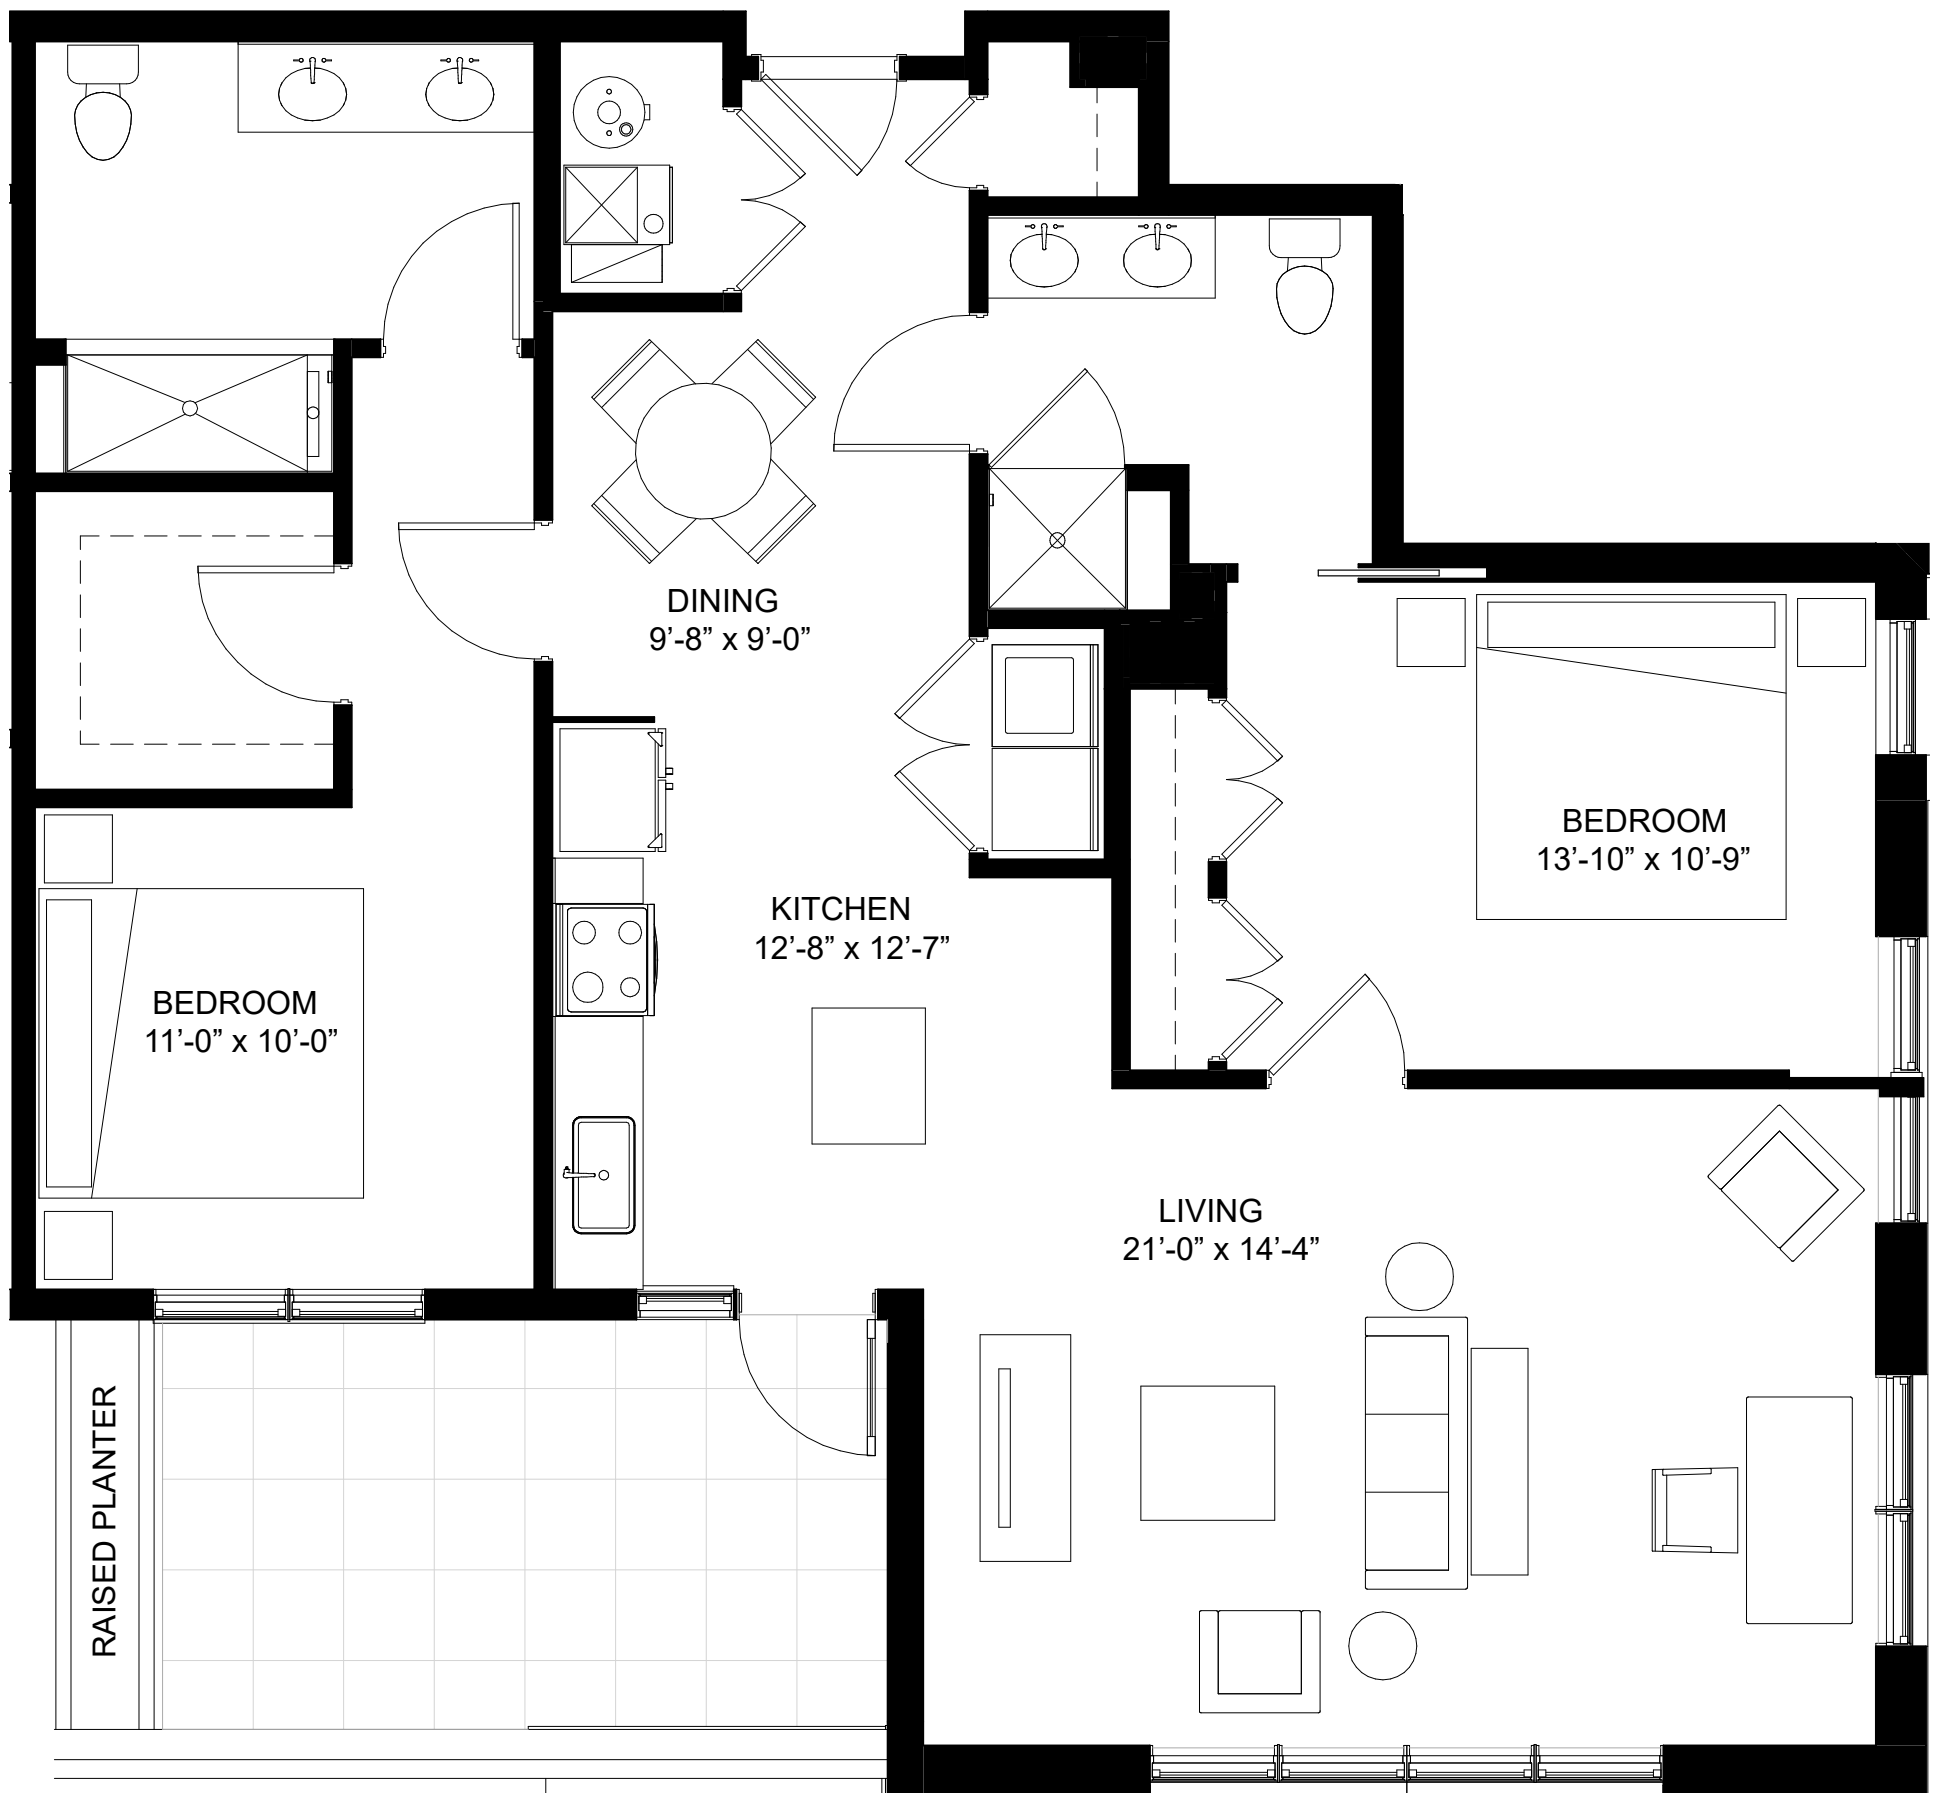 DINING
9’-8” x 9’-0”
BEDROOM
13’-10” x 10’-9”
KITCHEN
12’-8” x 12’-7”
BEDROOM
11’-0” x 10’-0”
LIVING
21’-0” x 14’-4”
RAISED PLANTER